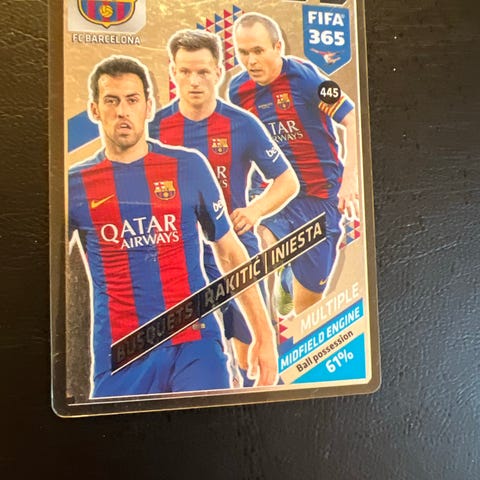 FC BARCELONA
FIFA
365
445
QATAR
AIRWAYS
QATAR
AIRWAYS
BUSQUETS | RAKITIĆ | INIESTA
MULTIPLE
MIDFIELD ENGINE
Ball possession
61%